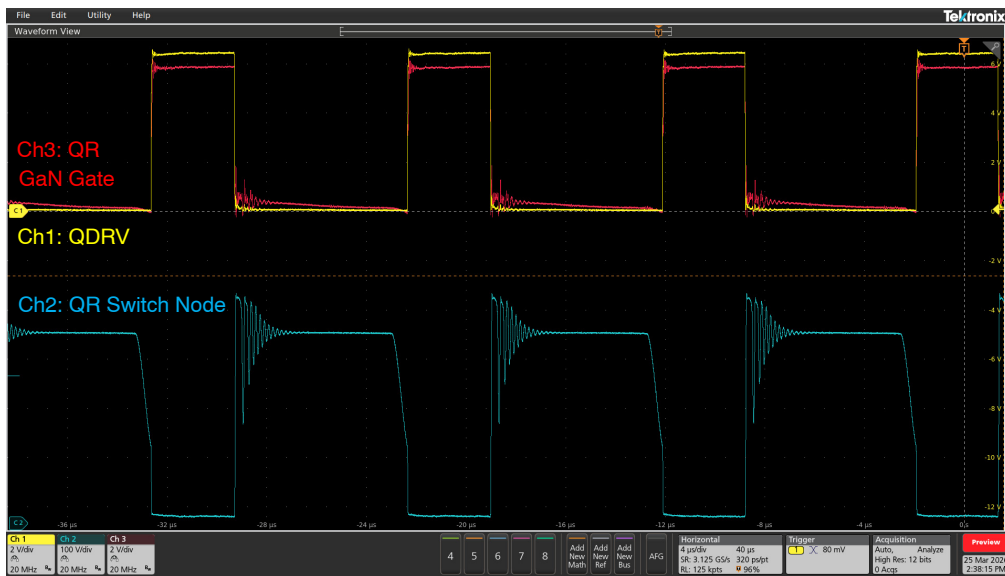 File Edit Utility Help
Tektronix
Waveform View
T
T
6 V
4 V
2 V
Ch3: QR
GaN Gate
C1
Ch1: QDRV
-2 V
Ch2: QR Switch Node
-4 V
-6 V
-8 V
-10 V
-12 V
C2
-36 µs -32 µs -28 µs -24 µs -20 µs -16 µs -12 µs -8 µs -4 µs 0 s
Ch 1 Ch 2 Ch 3
2 V/div 100 V/div 2 V/div
20 MHz 20 MHz 20 MHz
4 5 6 7 8
Add New Math
Add New Ref
Add New Bus
AFG
Horizontal
4 µs/div 40 µs
SR: 3.125 GS/s 320 ps/pt
RL: 125 kpts 96%
Trigger
1 80 mV
Acquisition
Auto, Analyze
High Res: 12 bits
0 Acqs
Preview
2:38:15 PM